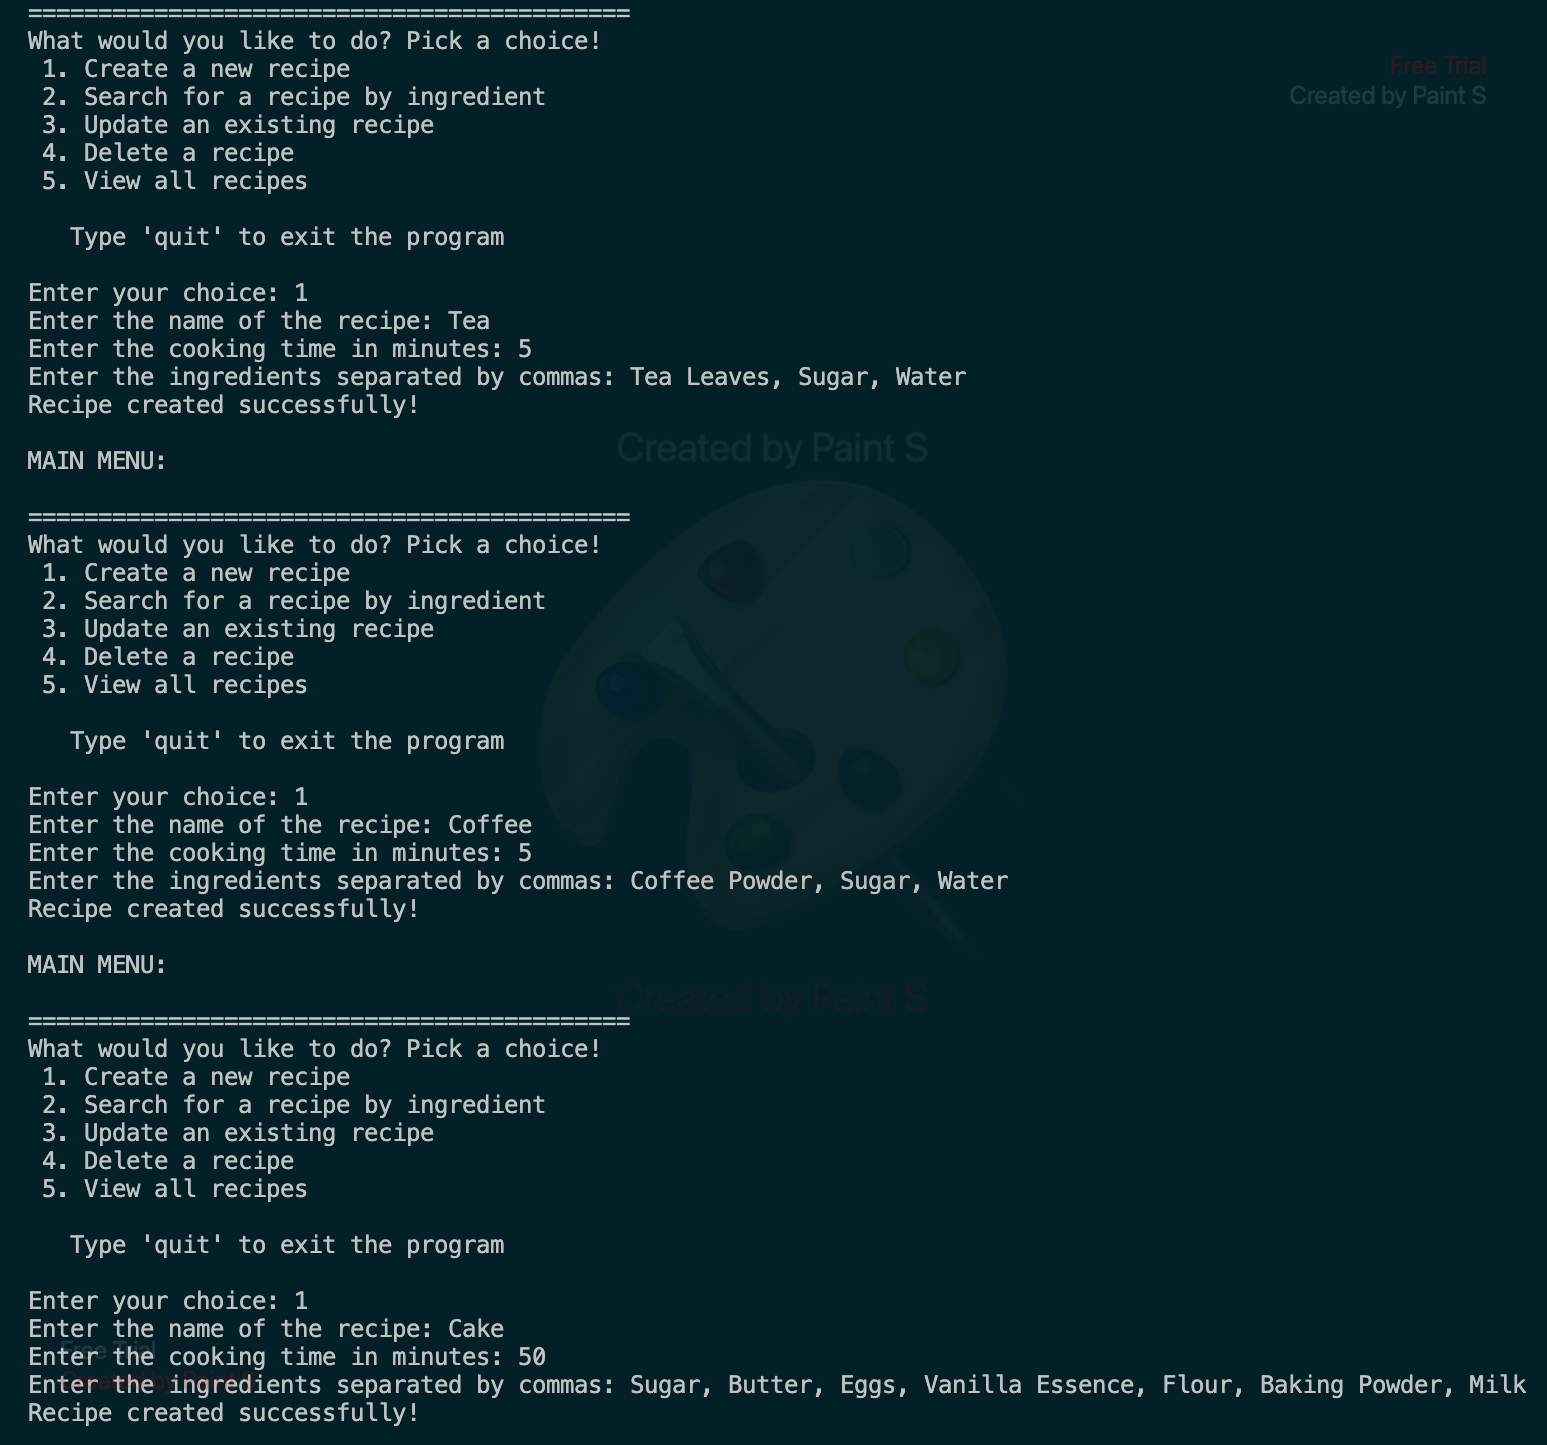 ===========================================
What would you like to do? Pick a choice!
1. Create a new recipe
Free Trial
2. Search for a recipe by ingredient
Created by Paint S
3. Update an existing recipe
4. Delete a recipe
5. View all recipes
Type 'quit' to exit the program
Enter your choice: 1
Enter the name of the recipe: Tea
Enter the cooking time in minutes: 5
Enter the ingredients separated by commas: Tea Leaves, Sugar, Water
Recipe created successfully!
Created by Paint S
MAIN MENU:
===========================================
What would you like to do? Pick a choice!
1. Create a new recipe
2. Search for a recipe by ingredient
3. Update an existing recipe
4. Delete a recipe
5. View all recipes
Type 'quit' to exit the program
Enter your choice: 1
Enter the name of the recipe: Coffee
Enter the cooking time in minutes: 5
Enter the ingredients separated by commas: Coffee Powder, Sugar, Water
Recipe created successfully!
MAIN MENU:
Created by Paint S
===========================================
What would you like to do? Pick a choice!
1. Create a new recipe
2. Search for a recipe by ingredient
3. Update an existing recipe
4. Delete a recipe
5. View all recipes
Type 'quit' to exit the program
Enter your choice: 1
Enter the name of the recipe: Cake
Free Trial
Enter the cooking time in minutes: 50
Created by Paint S
Enter the ingredients separated by commas: Sugar, Butter, Eggs, Vanilla Essence, Flour, Baking Powder, Milk
Recipe created successfully!